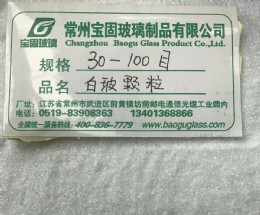 宝固玻璃
常州宝固玻璃制品有限公司
Changzhou Baogu Glass Product Co.,Ltd.
规格 30-100目
品名 白玻颗粒
厂址:江苏省常州市武进区前黄镇坊前邮电通信光缆工业园内
电话:0519-83908363 13401368866
全国统一服务热线:400-836-7779 www.baoguglass.com